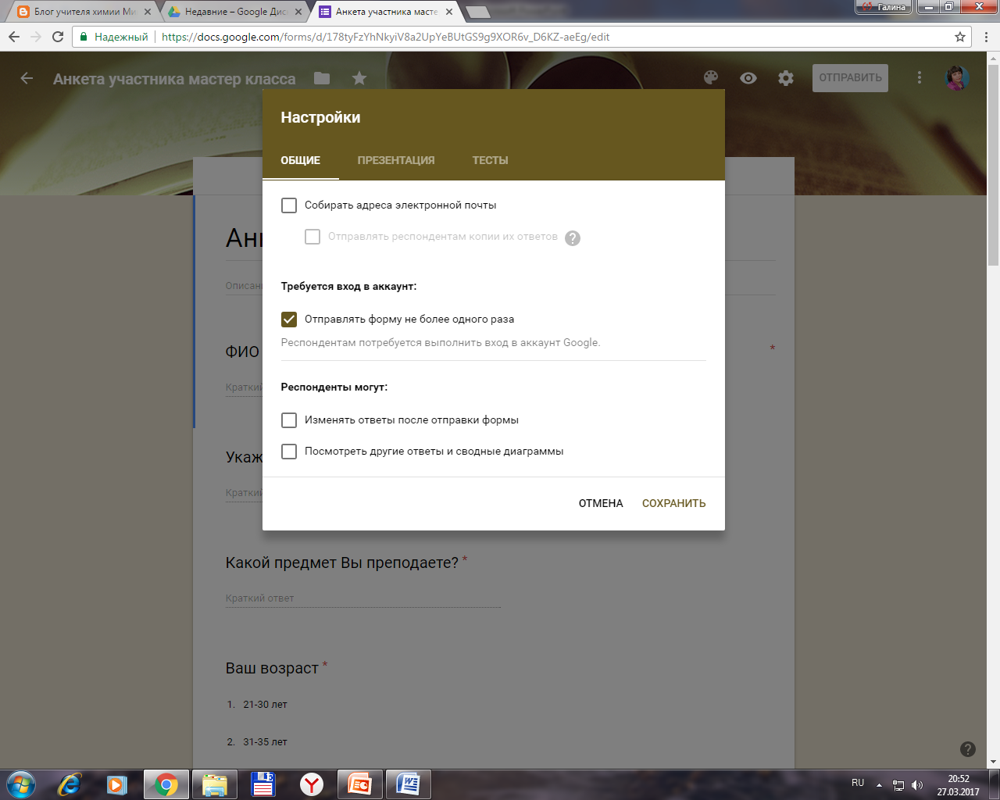 Блог учителя химии Ми
Недавние – Google Дис
Анкета участника масте
Галина
Надежный
https://docs.google.com/forms/d/178tyFzYhNkyiV8a2UpYeBUtGS9g9XOR6v_D6KZ-aeEg/edit
Анкета участника мастер класса
ОТПРАВИТЬ
Настройки
ОБЩИЕ
ПРЕЗЕНТАЦИЯ
ТЕСТЫ
Собирать адреса электронной почты
Отправлять респондентам копии их ответов
?
Требуется вход в аккаунт:
Отправлять форму не более одного раза
Респондентам потребуется выполнить вход в аккаунт Google.
Респонденты могут:
Изменять ответы после отправки формы
Посмотреть другие ответы и сводные диаграммы
ОТМЕНА
СОХРАНИТЬ
Ан
Описан
ФИО
*
Краткий
Укаж
Краткий
Какой предмет Вы преподаете? *
Краткий ответ
Ваш возраст *
1. 21-30 лет
2. 31-35 лет
?
RU
20:52
27.03.2017